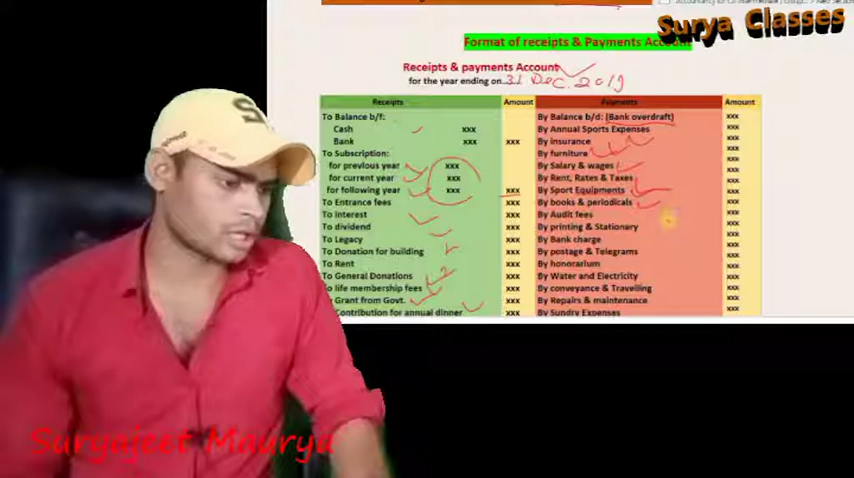 Surya Classes
Format of receipts & Payments Account
Receipts & payments Account
for the year ending on 31 Dec. 2019
Receipts Amount Payments Amount
To Balance b/f: By Balance b/d: (Bank overdraft) xxx
Cash xxx By Annual Sports Expenses xxx
Bank xxx xxx By insurance xxx
To Subscription: By furniture xxx
for previous year xxx By Salary & wages xxx
for current year xxx By Rent, Rates & Taxes xxx
for following year xxx xxx By Sport Equipments xxx
To Entrance fees xxx By books & periodicals xxx
To Interest xxx By Audit fees xxx
To dividend xxx By printing & Stationary xxx
To Legacy xxx By Bank charge xxx
To Donation for building xxx By postage & Telegrams xxx
To Rent xxx By honorarium xxx
To General Donations xxx By Water and Electricity xxx
To life membership fees xxx By conveyance & Travelling xxx
Grant from Govt. xxx By Repairs & maintenance xxx
Contribution for annual dinner xxx By Sundry Expenses xxx
Suryajeet Maurya